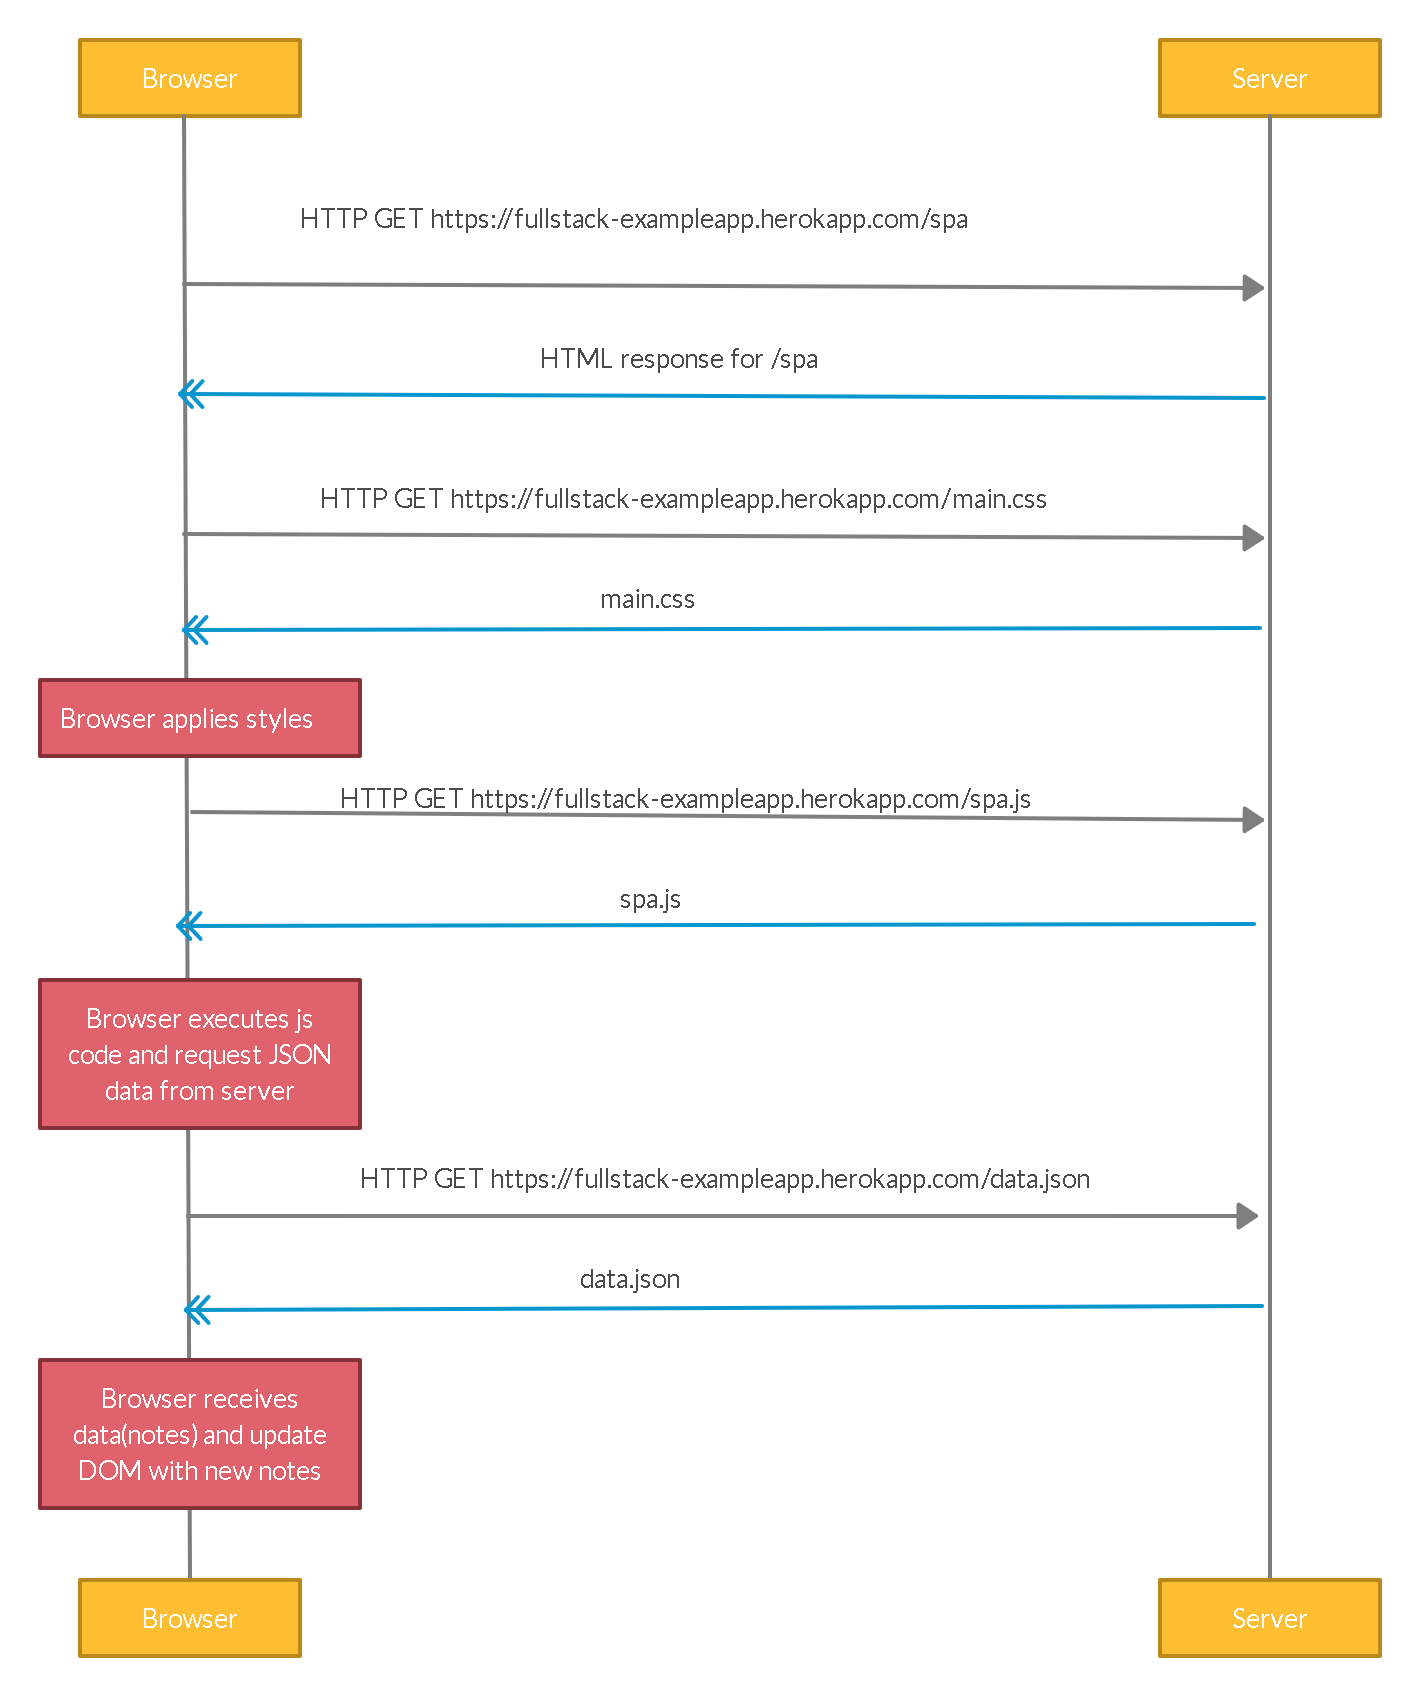 Browser
Server
HTTP GET https://fullstack-exampleapp.herokapp.com/spa
HTML response for /spa
HTTP GET https://fullstack-exampleapp.herokapp.com/main.css
main.css
Browser applies styles
HTTP GET https://fullstack-exampleapp.herokapp.com/spa.js
spa.js
Browser executes js
code and request JSON
data from server
HTTP GET https://fullstack-exampleapp.herokapp.com/data.json
data.json
Browser receives
data(notes) and update
DOM with new notes
Browser
Server